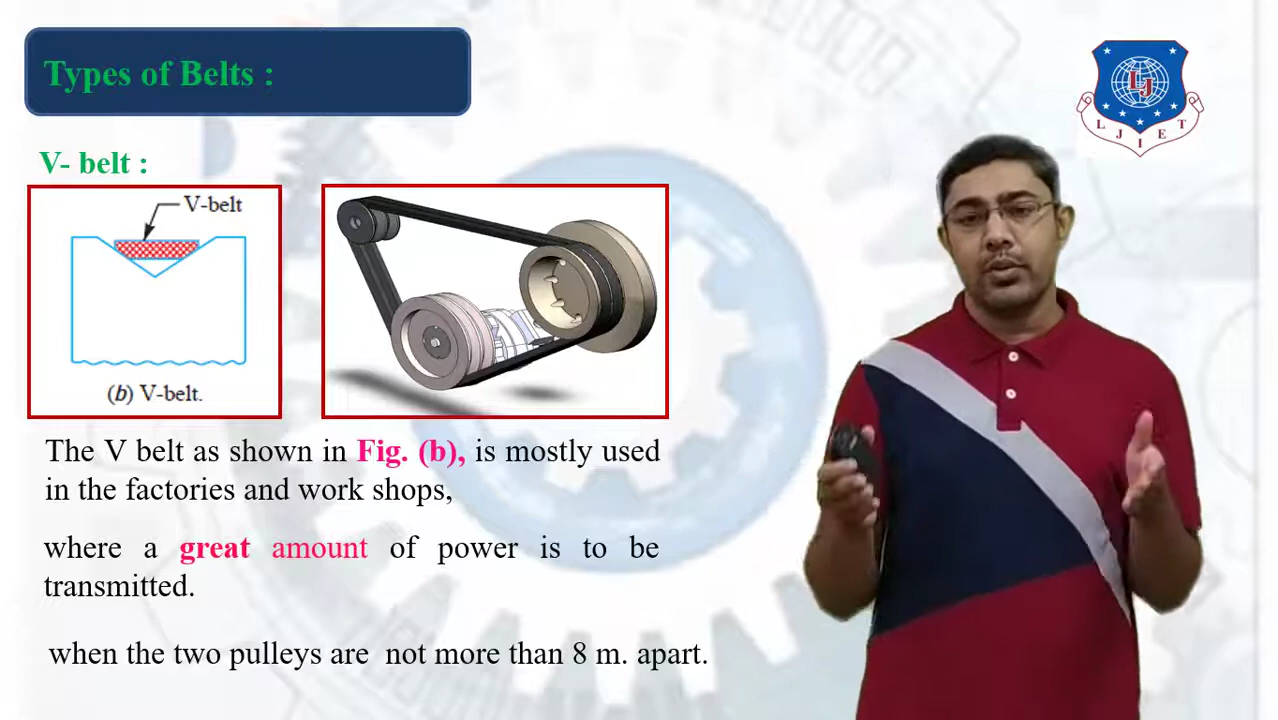 Types of Belts :
LJ
L J I E T
V- belt :
V-belt
(b) V-belt.
The V belt as shown in Fig. (b), is mostly used
in the factories and work shops,
where a great amount of power is to be
transmitted.
when the two pulleys are not more than 8 m. apart.